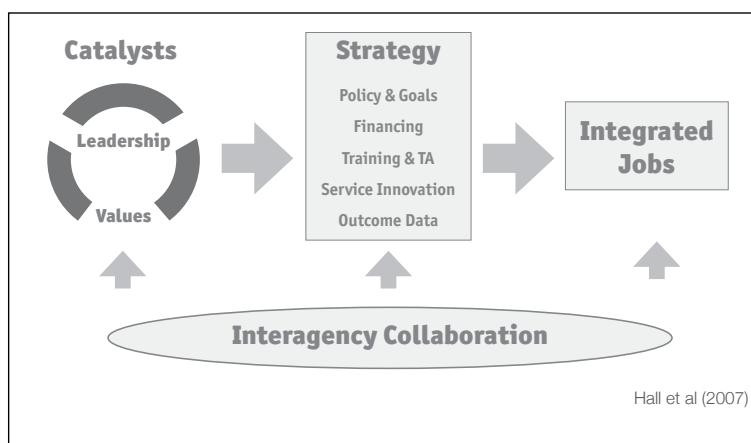 Catalysts
Leadership
Values
Strategy
Policy & Goals
Financing
Training & TA
Service Innovation
Outcome Data
Integrated
Jobs
Interagency Collaboration
Hall et al (2007)